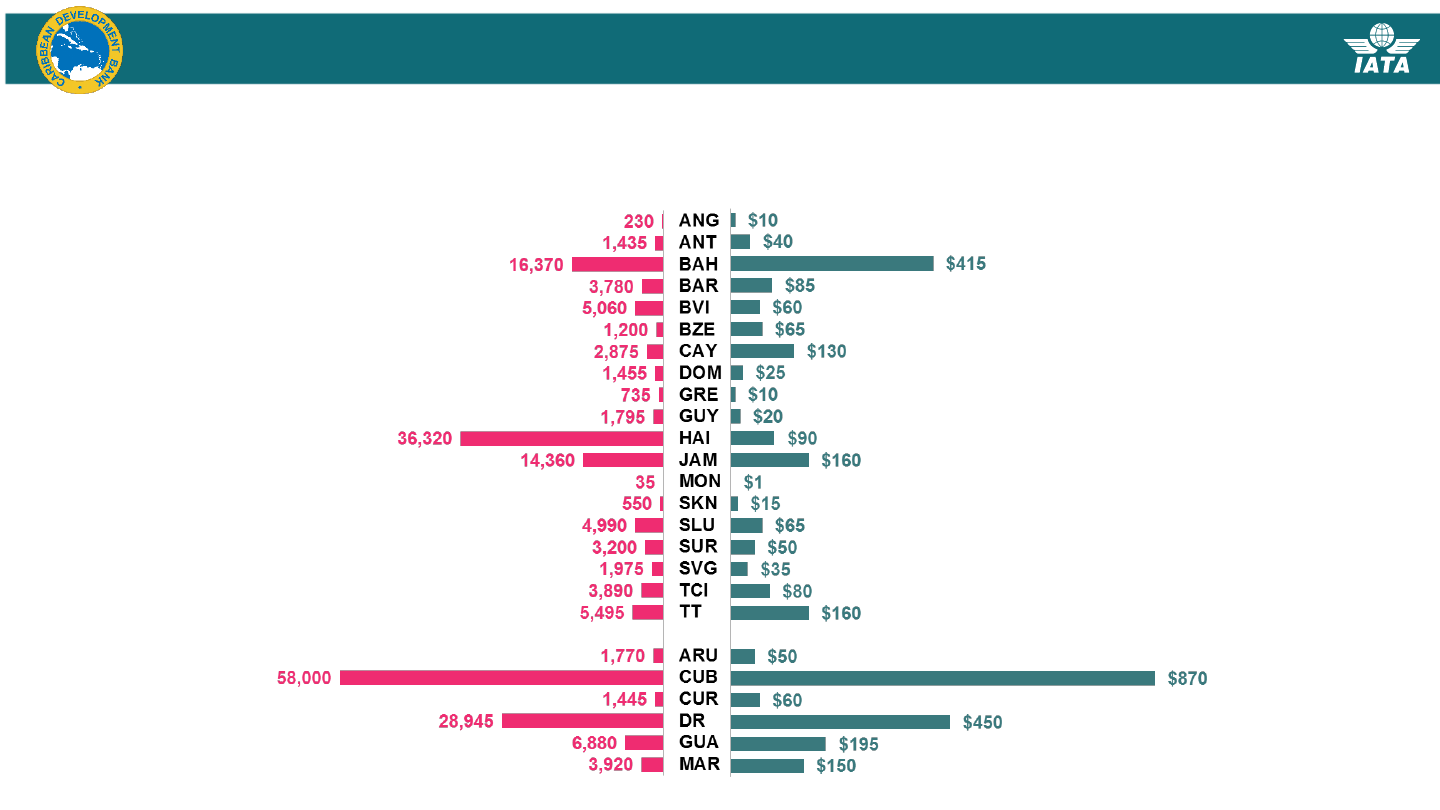 CARIBBEAN DEVELOPMENT BANK
IATA
230 ANG $10
1,435 ANT $40
16,370 BAH $415
3,780 BAR $85
5,060 BVI $60
1,200 BZE $65
2,875 CAY $130
1,455 DOM $25
735 GRE $10
1,795 GUY $20
36,320 HAI $90
14,360 JAM $160
35 MON $1
550 SKN $15
4,990 SLU $65
3,200 SUR $50
1,975 SVG $35
3,890 TCI $80
5,495 TT $160
1,770 ARU $50
58,000 CUB $870
1,445 CUR $60
28,945 DR $450
6,880 GUA $195
3,920 MAR $150